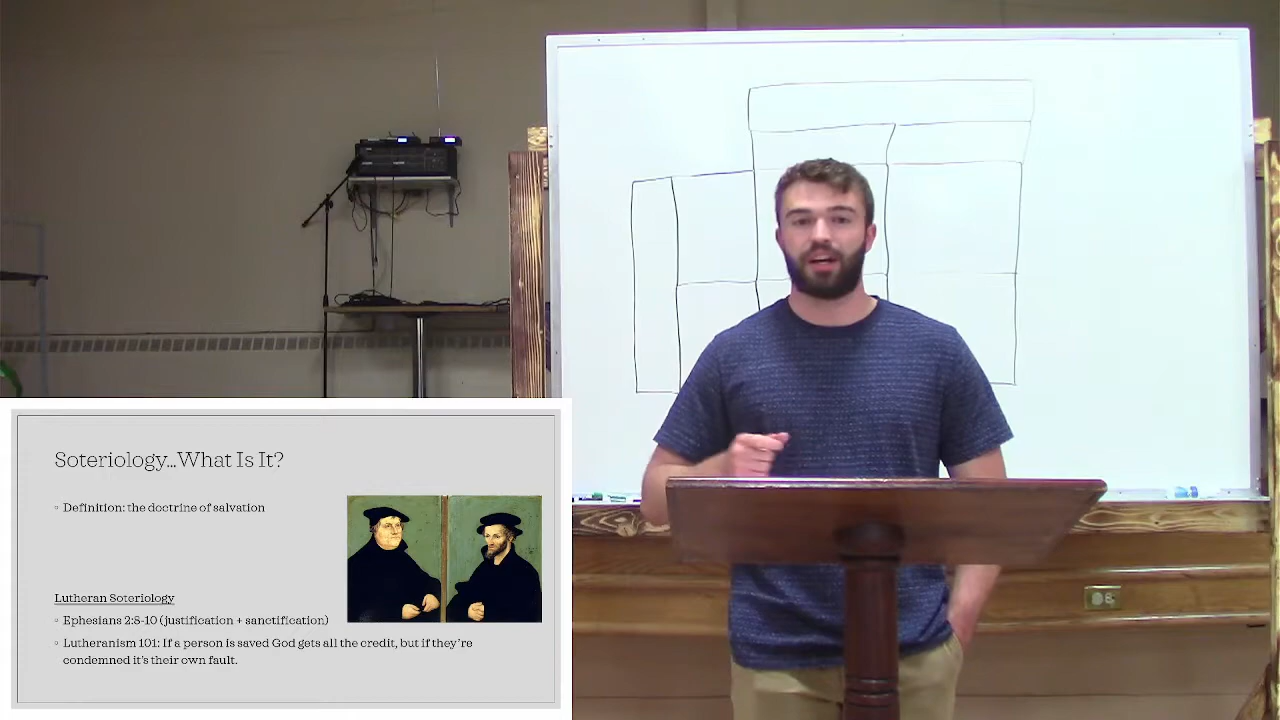 Soteriology...What Is It?
Definition: the doctrine of salvation
Lutheran Soteriology
Ephesians 2:8-10 (justification + sanctification)
Lutheranism 101: If a person is saved God gets all the credit, but if they're
condemned it's their own fault.